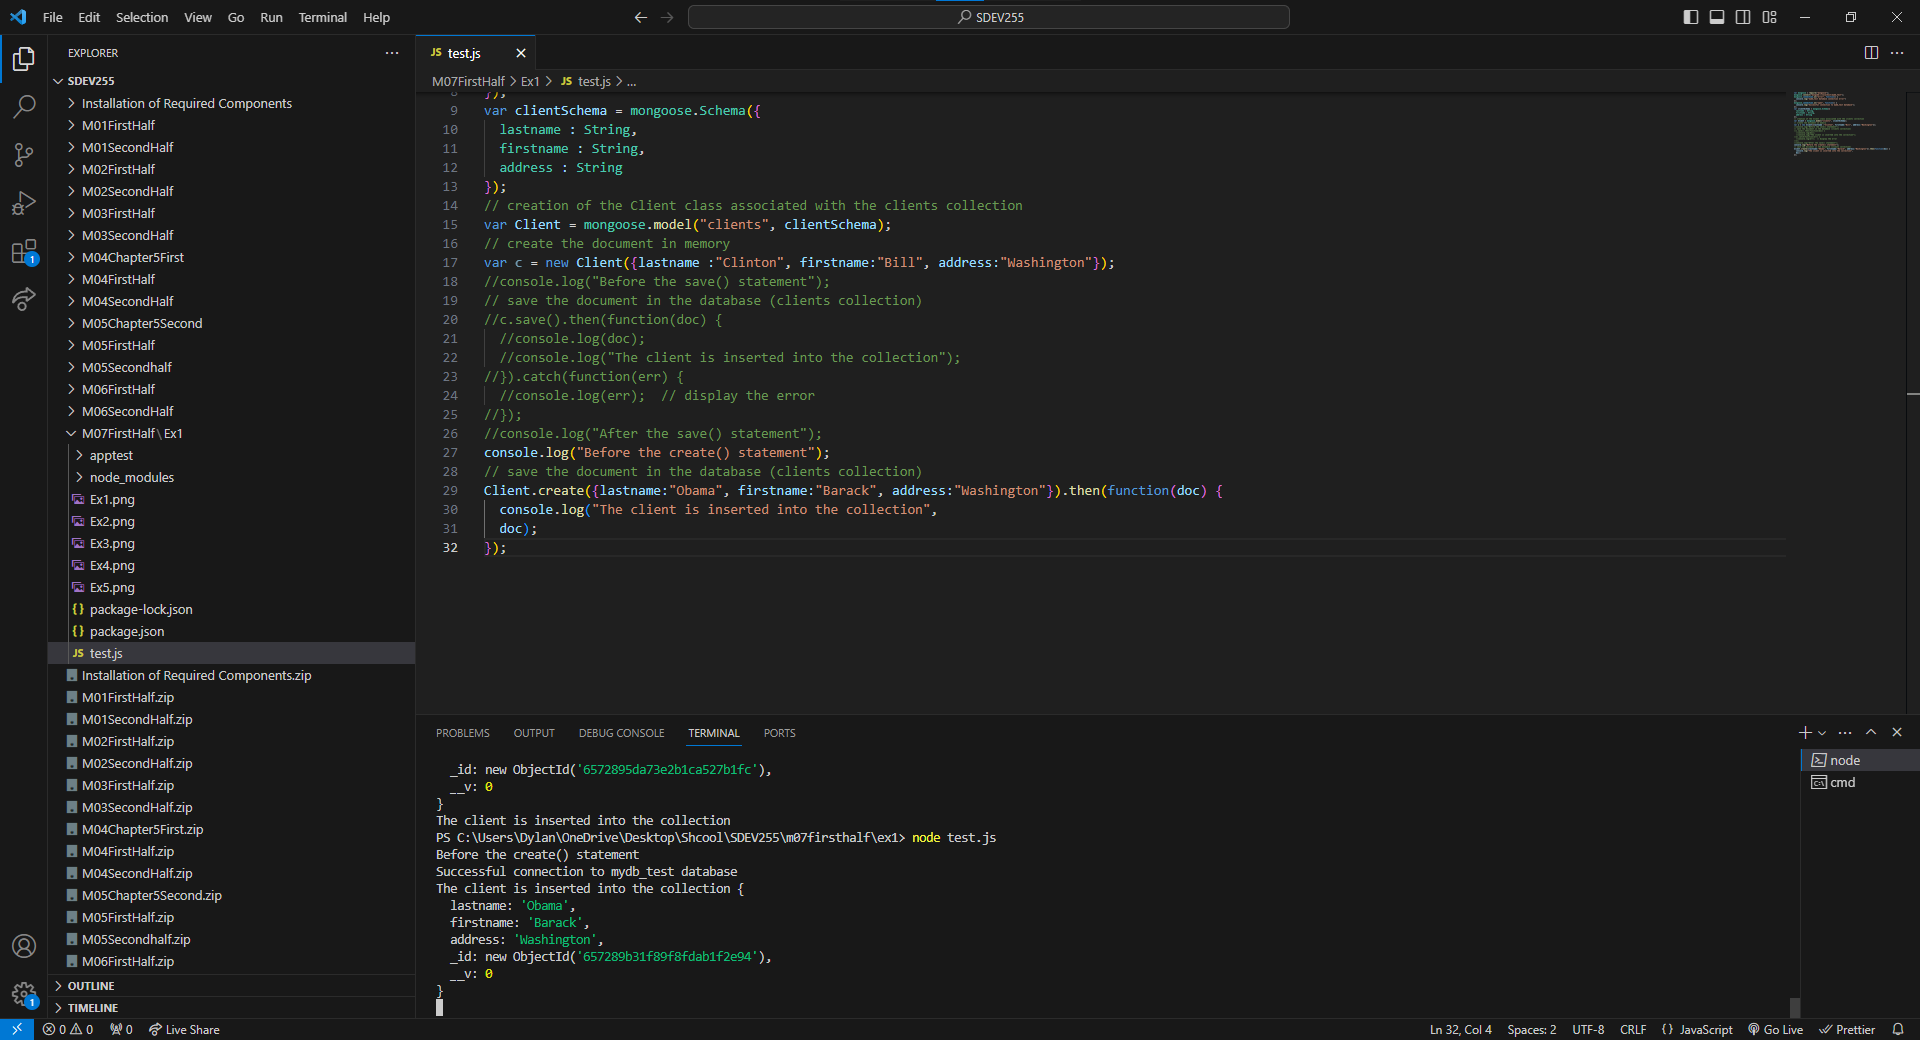 File Edit Selection View Go Run Terminal Help
SDEV255
EXPLORER
SDEV255
Installation of Required Components
M01FirstHalf
M01SecondHalf
M02FirstHalf
M02SecondHalf
M03FirstHalf
M03SecondHalf
M04Chapter5First
M04FirstHalf
M04SecondHalf
M05Chapter5Second
M05FirstHalf
M05Secondhalf
M06FirstHalf
M06SecondHalf
M07FirstHalf\Ex1
apptest
node_modules
Ex1.png
Ex2.png
Ex3.png
Ex4.png
Ex5.png
{} package-lock.json
{} package.json
JS test.js
Installation of Required Components.zip
M01FirstHalf.zip
M01SecondHalf.zip
M02FirstHalf.zip
M02SecondHalf.zip
M03FirstHalf.zip
M03SecondHalf.zip
M04Chapter5First.zip
M04FirstHalf.zip
M04SecondHalf.zip
M05Chapter5Second.zip
M05FirstHalf.zip
M05Secondhalf.zip
M06FirstHalf.zip
OUTLINE
TIMELINE
1
1
JS test.js
M07FirstHalf > Ex1 > JS test.js > ...
8 });
9 var clientSchema = mongoose.Schema({
10 lastname : String,
11 firstname : String,
12 address : String
13 });
14 // creation of the Client class associated with the clients collection
15 var Client = mongoose.model("clients", clientSchema);
16 // create the document in memory
17 var c = new Client({lastname :"Clinton", firstname:"Bill", address:"Washington"});
18 //console.log("Before the save() statement");
19 // save the document in the database (clients collection)
20 //c.save().then(function(doc) {
21 //console.log(doc);
22 //console.log("The client is inserted into the collection");
23 //}).catch(function(err) {
24 //console.log(err);  // display the error
25 //});
26 //console.log("After the save() statement");
27 console.log("Before the create() statement");
28 // save the document in the database (clients collection)
29 Client.create({lastname:"Obama", firstname:"Barack", address:"Washington"}).then(function(doc) {
30 console.log("The client is inserted into the collection",
31 doc);
32 });
PROBLEMS OUTPUT DEBUG CONSOLE TERMINAL PORTS
_id: new ObjectId('6572895da73e2b1ca527b1fc'),
__v: 0
}
The client is inserted into the collection
PS C:\Users\Dylan\OneDrive\Desktop\Shcool\SDEV255\m07firsthalf\ex1> node test.js
Before the create() statement
Successful connection to mydb_test database
The client is inserted into the collection {
lastname: 'Obama',
firstname: 'Barack',
address: 'Washington',
_id: new ObjectId('657289b31f89f8fdab1f2e94'),
__v: 0
}
node
cmd
0 0 0 Live Share
Ln 32, Col 4 Spaces: 2 UTF-8 CRLF {} JavaScript Go Live Prettier